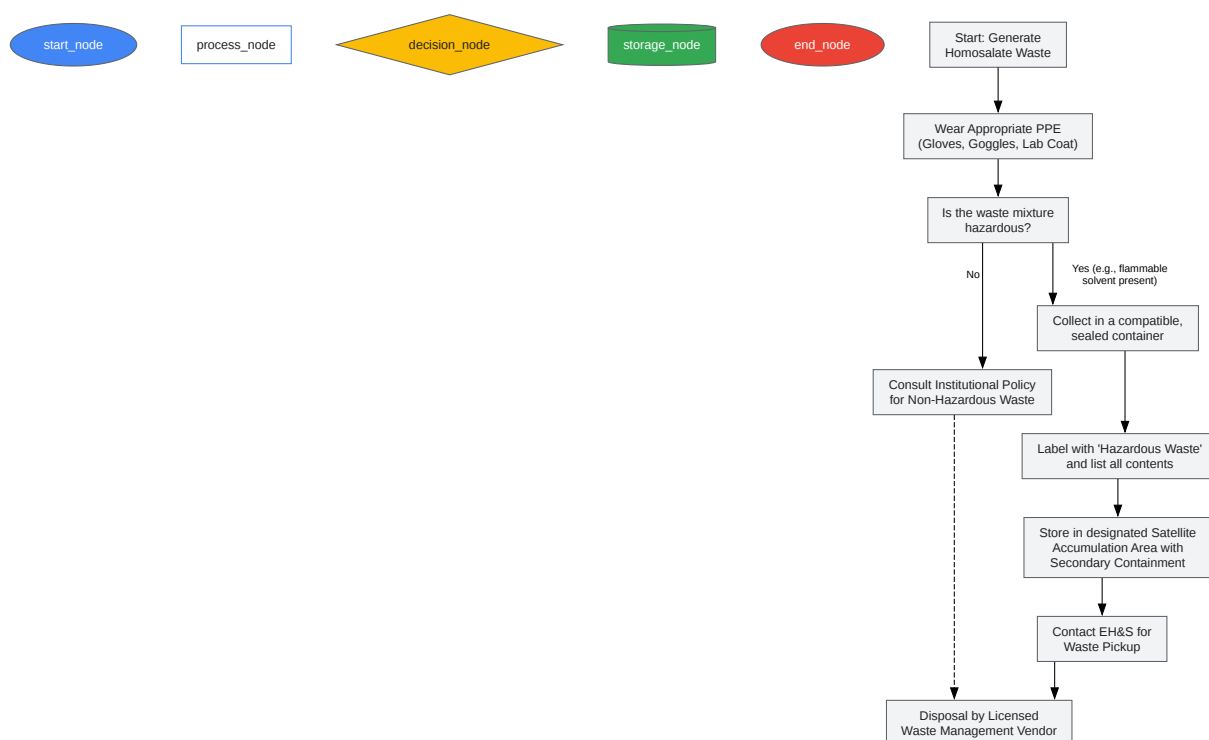 start_node
process_node
decision_node
storage_node
end_node
Start: Generate
Homosalate Waste
Wear Appropriate PPE
(Gloves, Goggles, Lab Coat)
Is the waste mixture
hazardous?
No
Yes (e.g., flammable
solvent present)
Collect in a compatible,
sealed container
Consult Institutional Policy
for Non-Hazardous Waste
Label with 'Hazardous Waste'
and list all contents
Store in designated Satellite
Accumulation Area with
Secondary Containment
Contact EH&S for
Waste Pickup
Disposal by Licensed
Waste Management Vendor